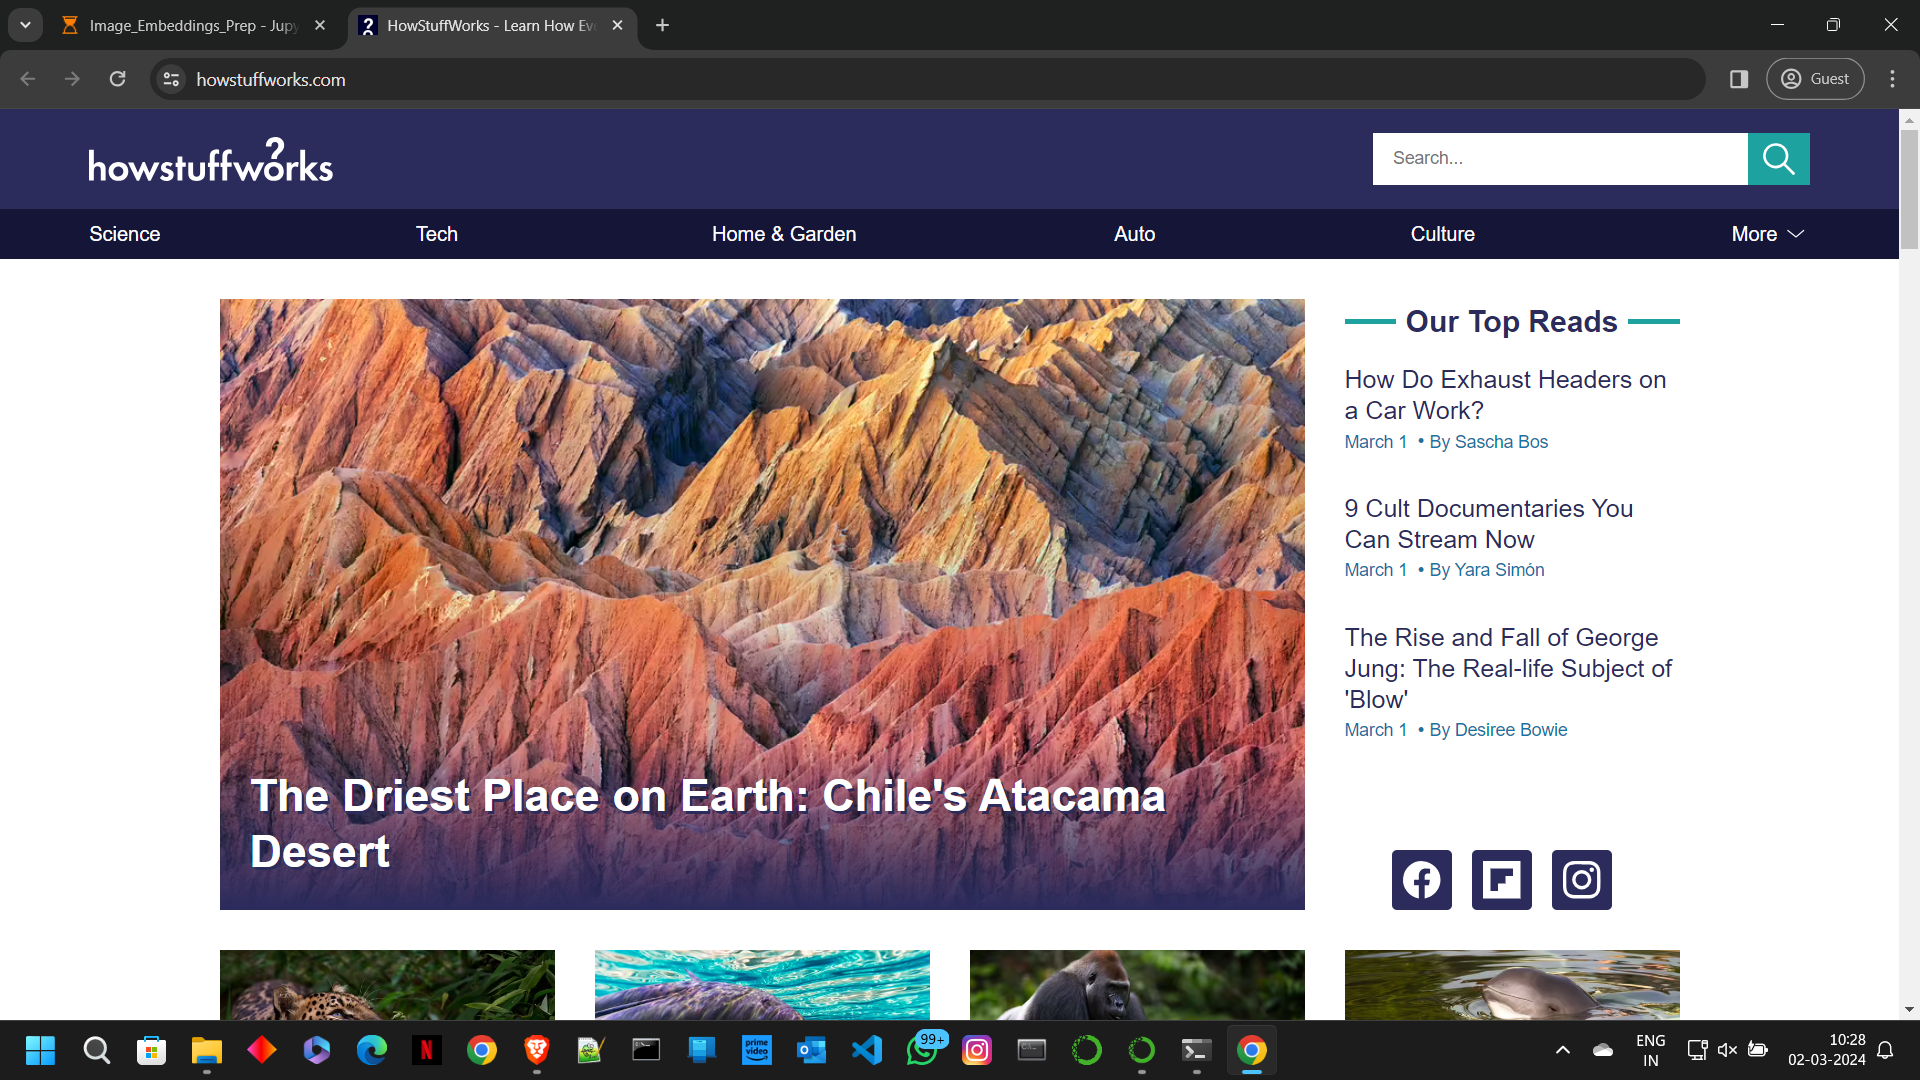 Image_Embeddings_Prep - Jupy
HowStuffWorks - Learn How Eve
howstuffworks.com
Guest
howstuffworks
Search...
Science
Tech
Home & Garden
Auto
Culture
More
Our Top Reads
How Do Exhaust Headers on
a Car Work?
March 1 • By Sascha Bos
9 Cult Documentaries You
Can Stream Now
March 1 • By Yara Simón
The Rise and Fall of George
Jung: The Real-life Subject of
'Blow'
March 1 • By Desiree Bowie
The Driest Place on Earth: Chile's Atacama
Desert
prime
video
99+
ENG
IN
10:28
02-03-2024